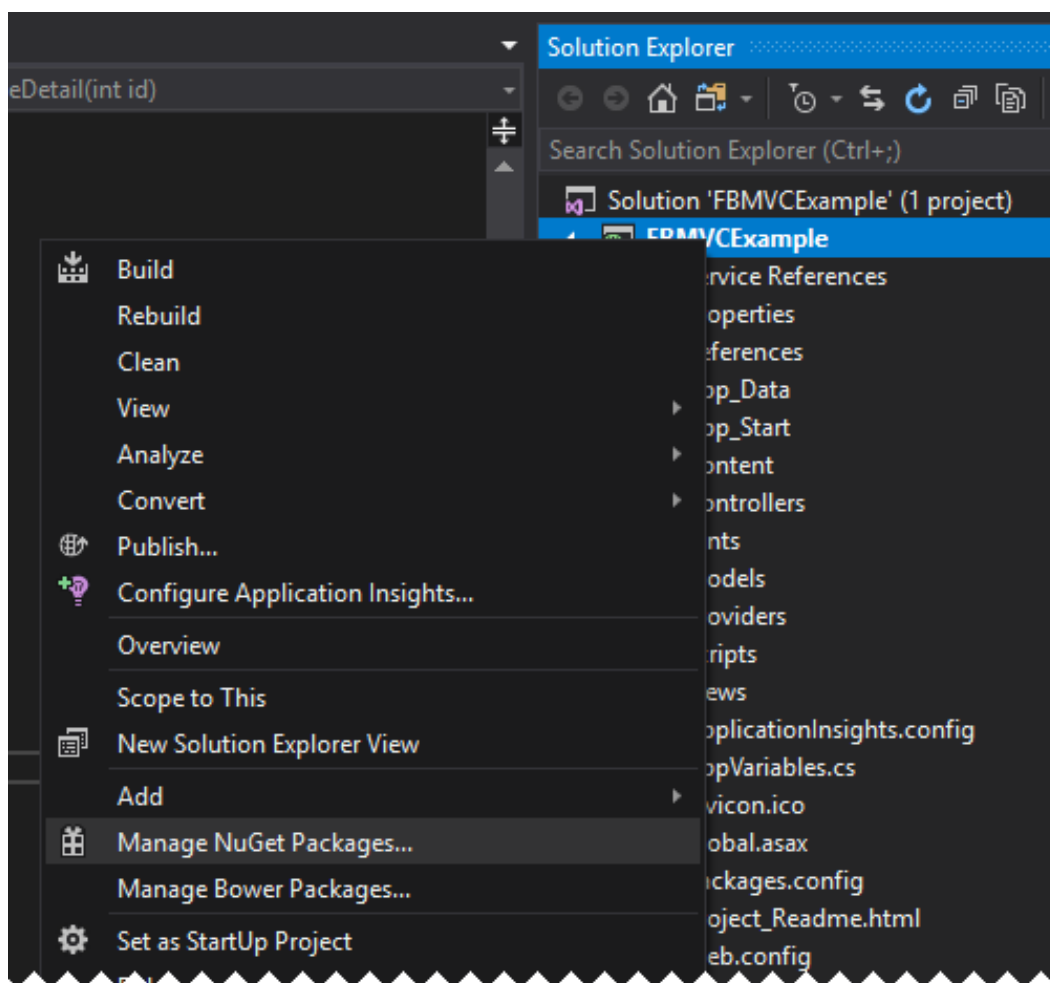 Solution Explorer
eDetail(int id)
Search Solution Explorer (Ctrl+;)
Solution 'FBMVCExample' (1 project)
FBMVCExample
Build
rvice References
Rebuild
operties
Clean
eferences
View
pp_Data
Analyze
pp_Start
ontent
Convert
ontrollers
Publish...
nts
Configure Application Insights...
odels
oviders
Overview
ripts
Scope to This
ews
New Solution Explorer View
pplicationInsights.config
ppVariables.cs
Add
vicon.ico
Manage NuGet Packages...
obal.asax
Manage Bower Packages...
ackages.config
oject_Readme.html
Set as StartUp Project
eb.config